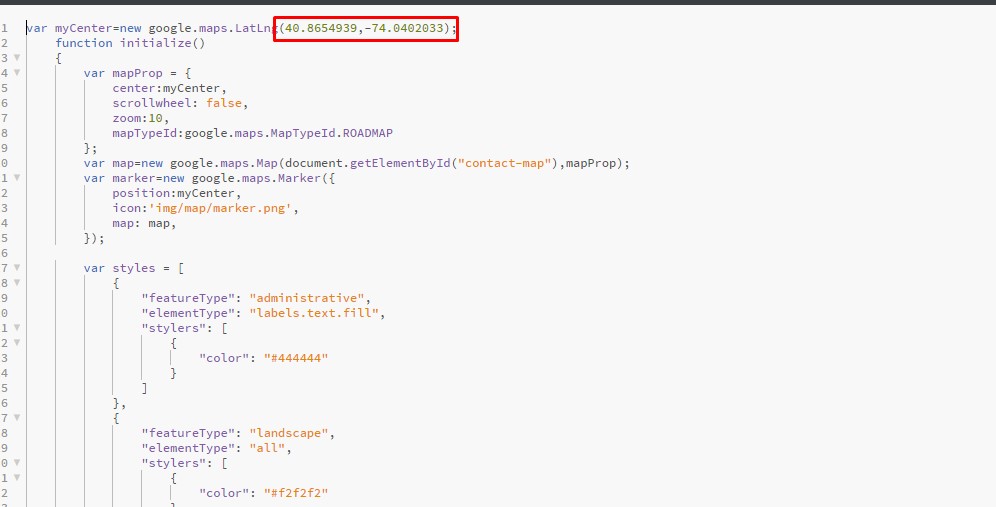 1 var myCenter=new google.maps.LatLng(40.8654939,-74.0402033);
2 function initialize()
3 {
4 var mapProp = {
5 center:myCenter,
6 scrollwheel: false,
7 zoom:10,
8 mapTypeId:google.maps.MapTypeId.ROADMAP
9 };
0 var map=new google.maps.Map(document.getElementById("contact-map"),mapProp);
1 var marker=new google.maps.Marker({
2 position:myCenter,
3 icon:'img/map/marker.png',
4 map: map,
5 });
6
7 var styles = [
8 {
9 "featureType": "administrative",
0 "elementType": "labels.text.fill",
1 "stylers": [
2 {
3 "color": "#444444"
4 }
5 ]
6 },
7 {
8 "featureType": "landscape",
9 "elementType": "all",
0 "stylers": [
1 {
2 "color": "#f2f2f2"